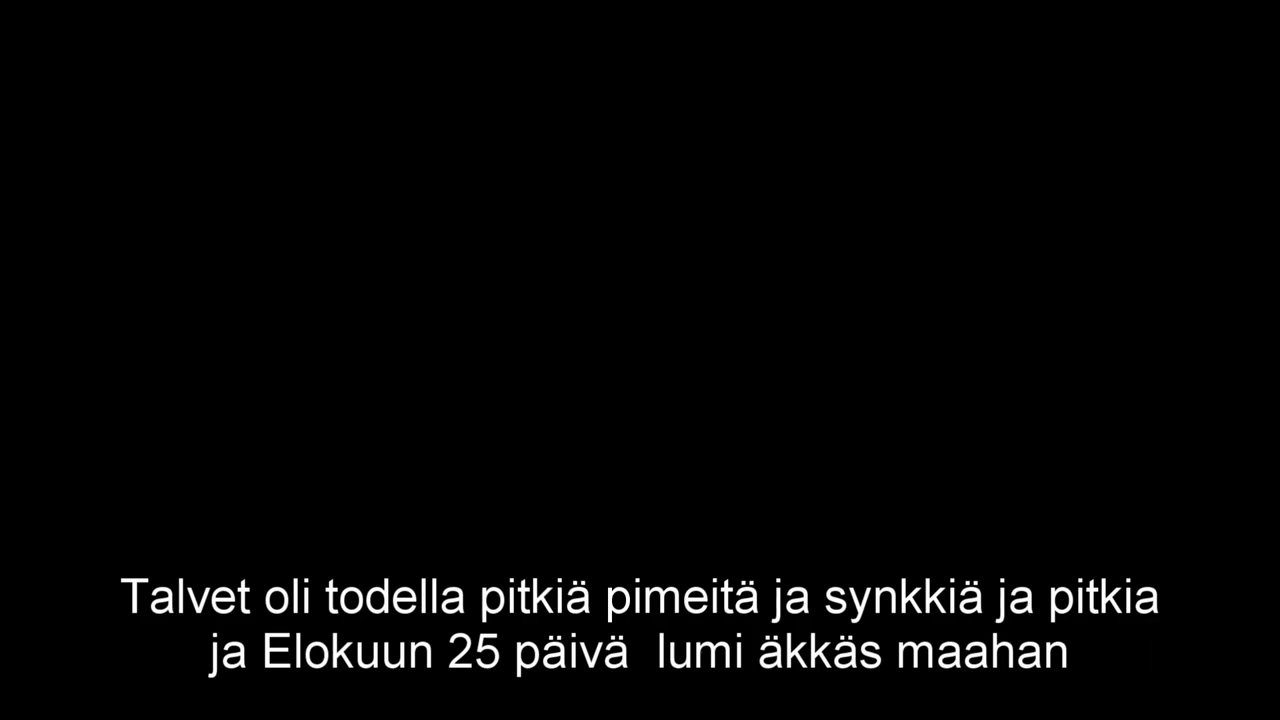 Talvet oli todella pitkiä pimeitä ja synkkiä ja pitkia
ja Elokuun 25 päivä  lumi äkkäs maahan